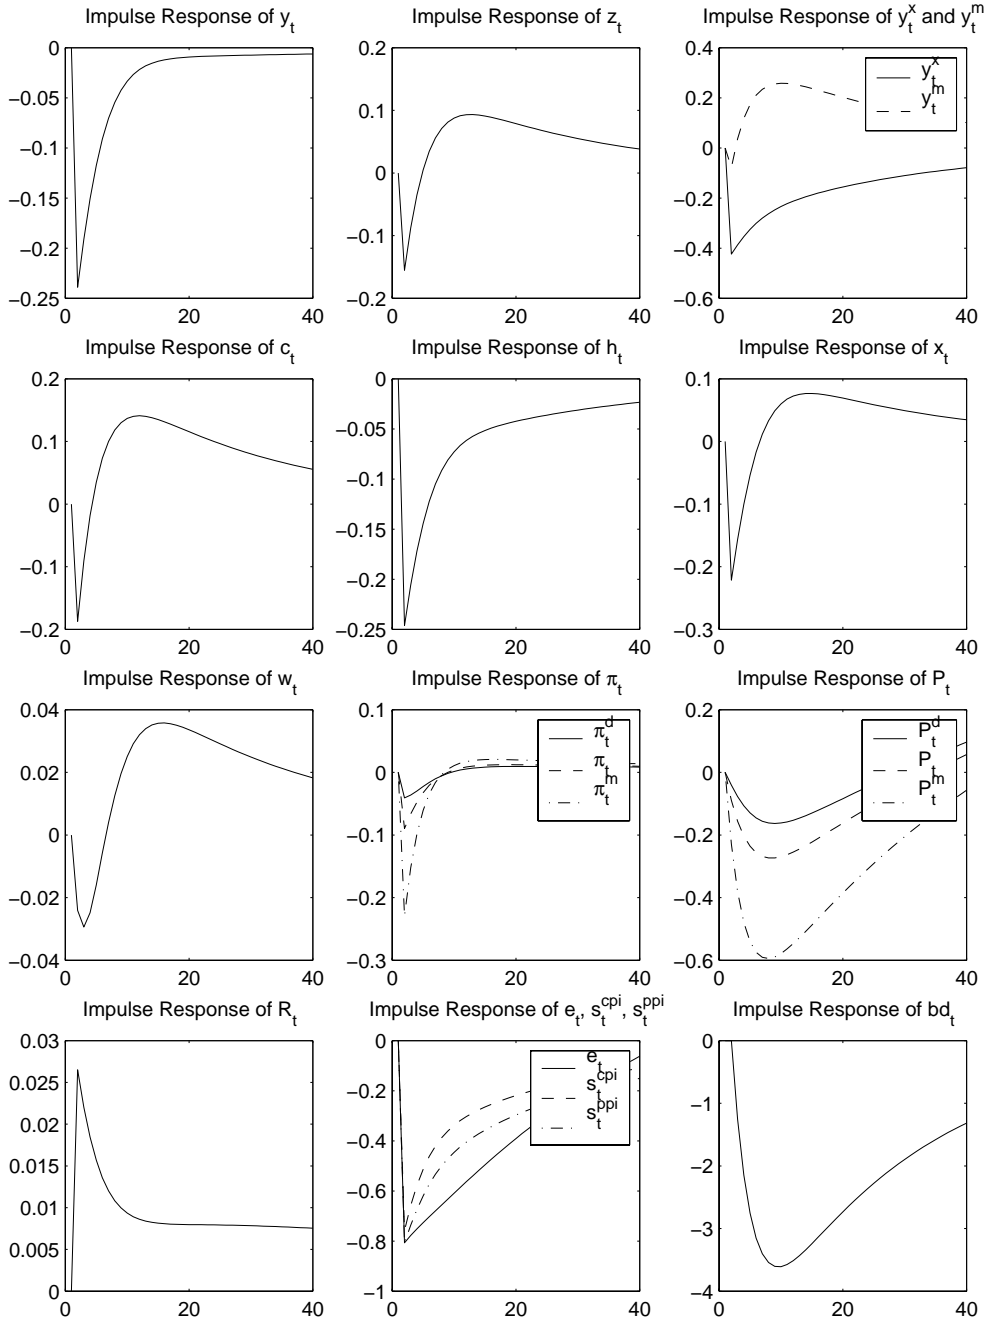 Impulse Response of y_t
0
−0.05
−0.1
−0.15
−0.2
−0.25
0 20 40
Impulse Response of z_t
0.2
0.1
0
−0.1
−0.2
0 20 40
Impulse Response of y_t^x and y_t^m
0.4
0.2
0
−0.2
−0.4
−0.6
0 20 40
y_t^x
y_t^m
Impulse Response of c_t
0.2
0.1
0
−0.1
−0.2
0 20 40
Impulse Response of h_t
0
−0.05
−0.1
−0.15
−0.2
−0.25
0 20 40
Impulse Response of x_t
0.1
0
−0.1
−0.2
−0.3
0 20 40
Impulse Response of w_t
0.04
0.02
0
−0.02
−0.04
0 20 40
Impulse Response of π_t
0.1
0
−0.1
−0.2
−0.3
0 20 40
π_t^d
π_t
π_t^m
Impulse Response of P_t
0.2
0
−0.2
−0.4
−0.6
0 20 40
P_t^d
P_t
P_t^m
Impulse Response of R_t
0.03
0.025
0.02
0.015
0.01
0.005
0
0 20 40
Impulse Response of e_t, s_t^cpi, s_t^ppi
0
−0.2
−0.4
−0.6
−0.8
−1
0 20 40
e_t
s_t^cpi
s_t^ppi
Impulse Response of bd_t
0
−1
−2
−3
−4
0 20 40